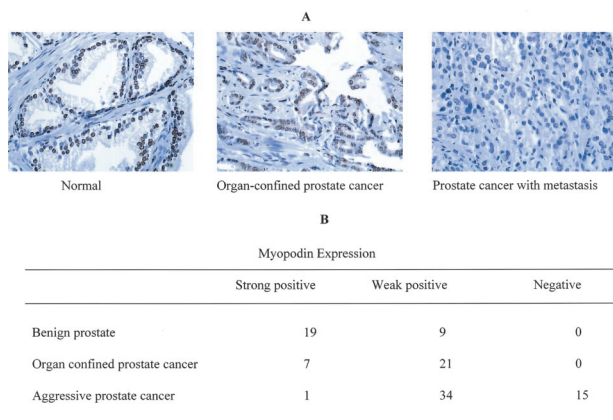 A
Normal
Organ-confined prostate cancer
Prostate cancer with metastasis
B
Myopodin Expression
Strong positive
Weak positive
Negative
Benign prostate 19 9 0
Organ confined prostate cancer 7 21 0
Aggressive prostate cancer 1 34 15